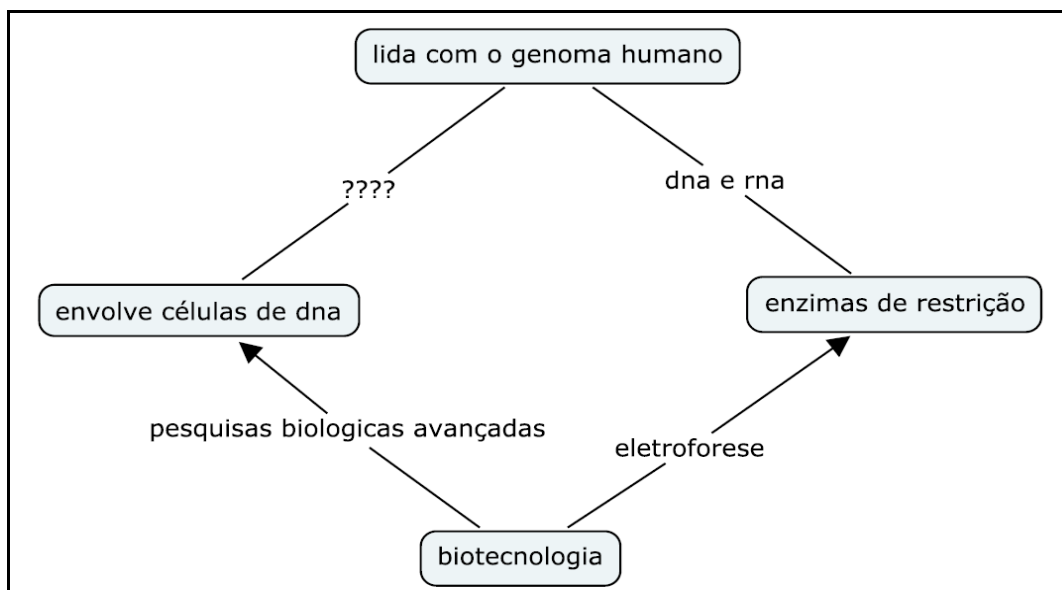 lida com o genoma humano
????
dna e rna
envolve células de dna
enzimas de restrição
pesquisas biologicas avançadas
eletroforese
biotecnologia